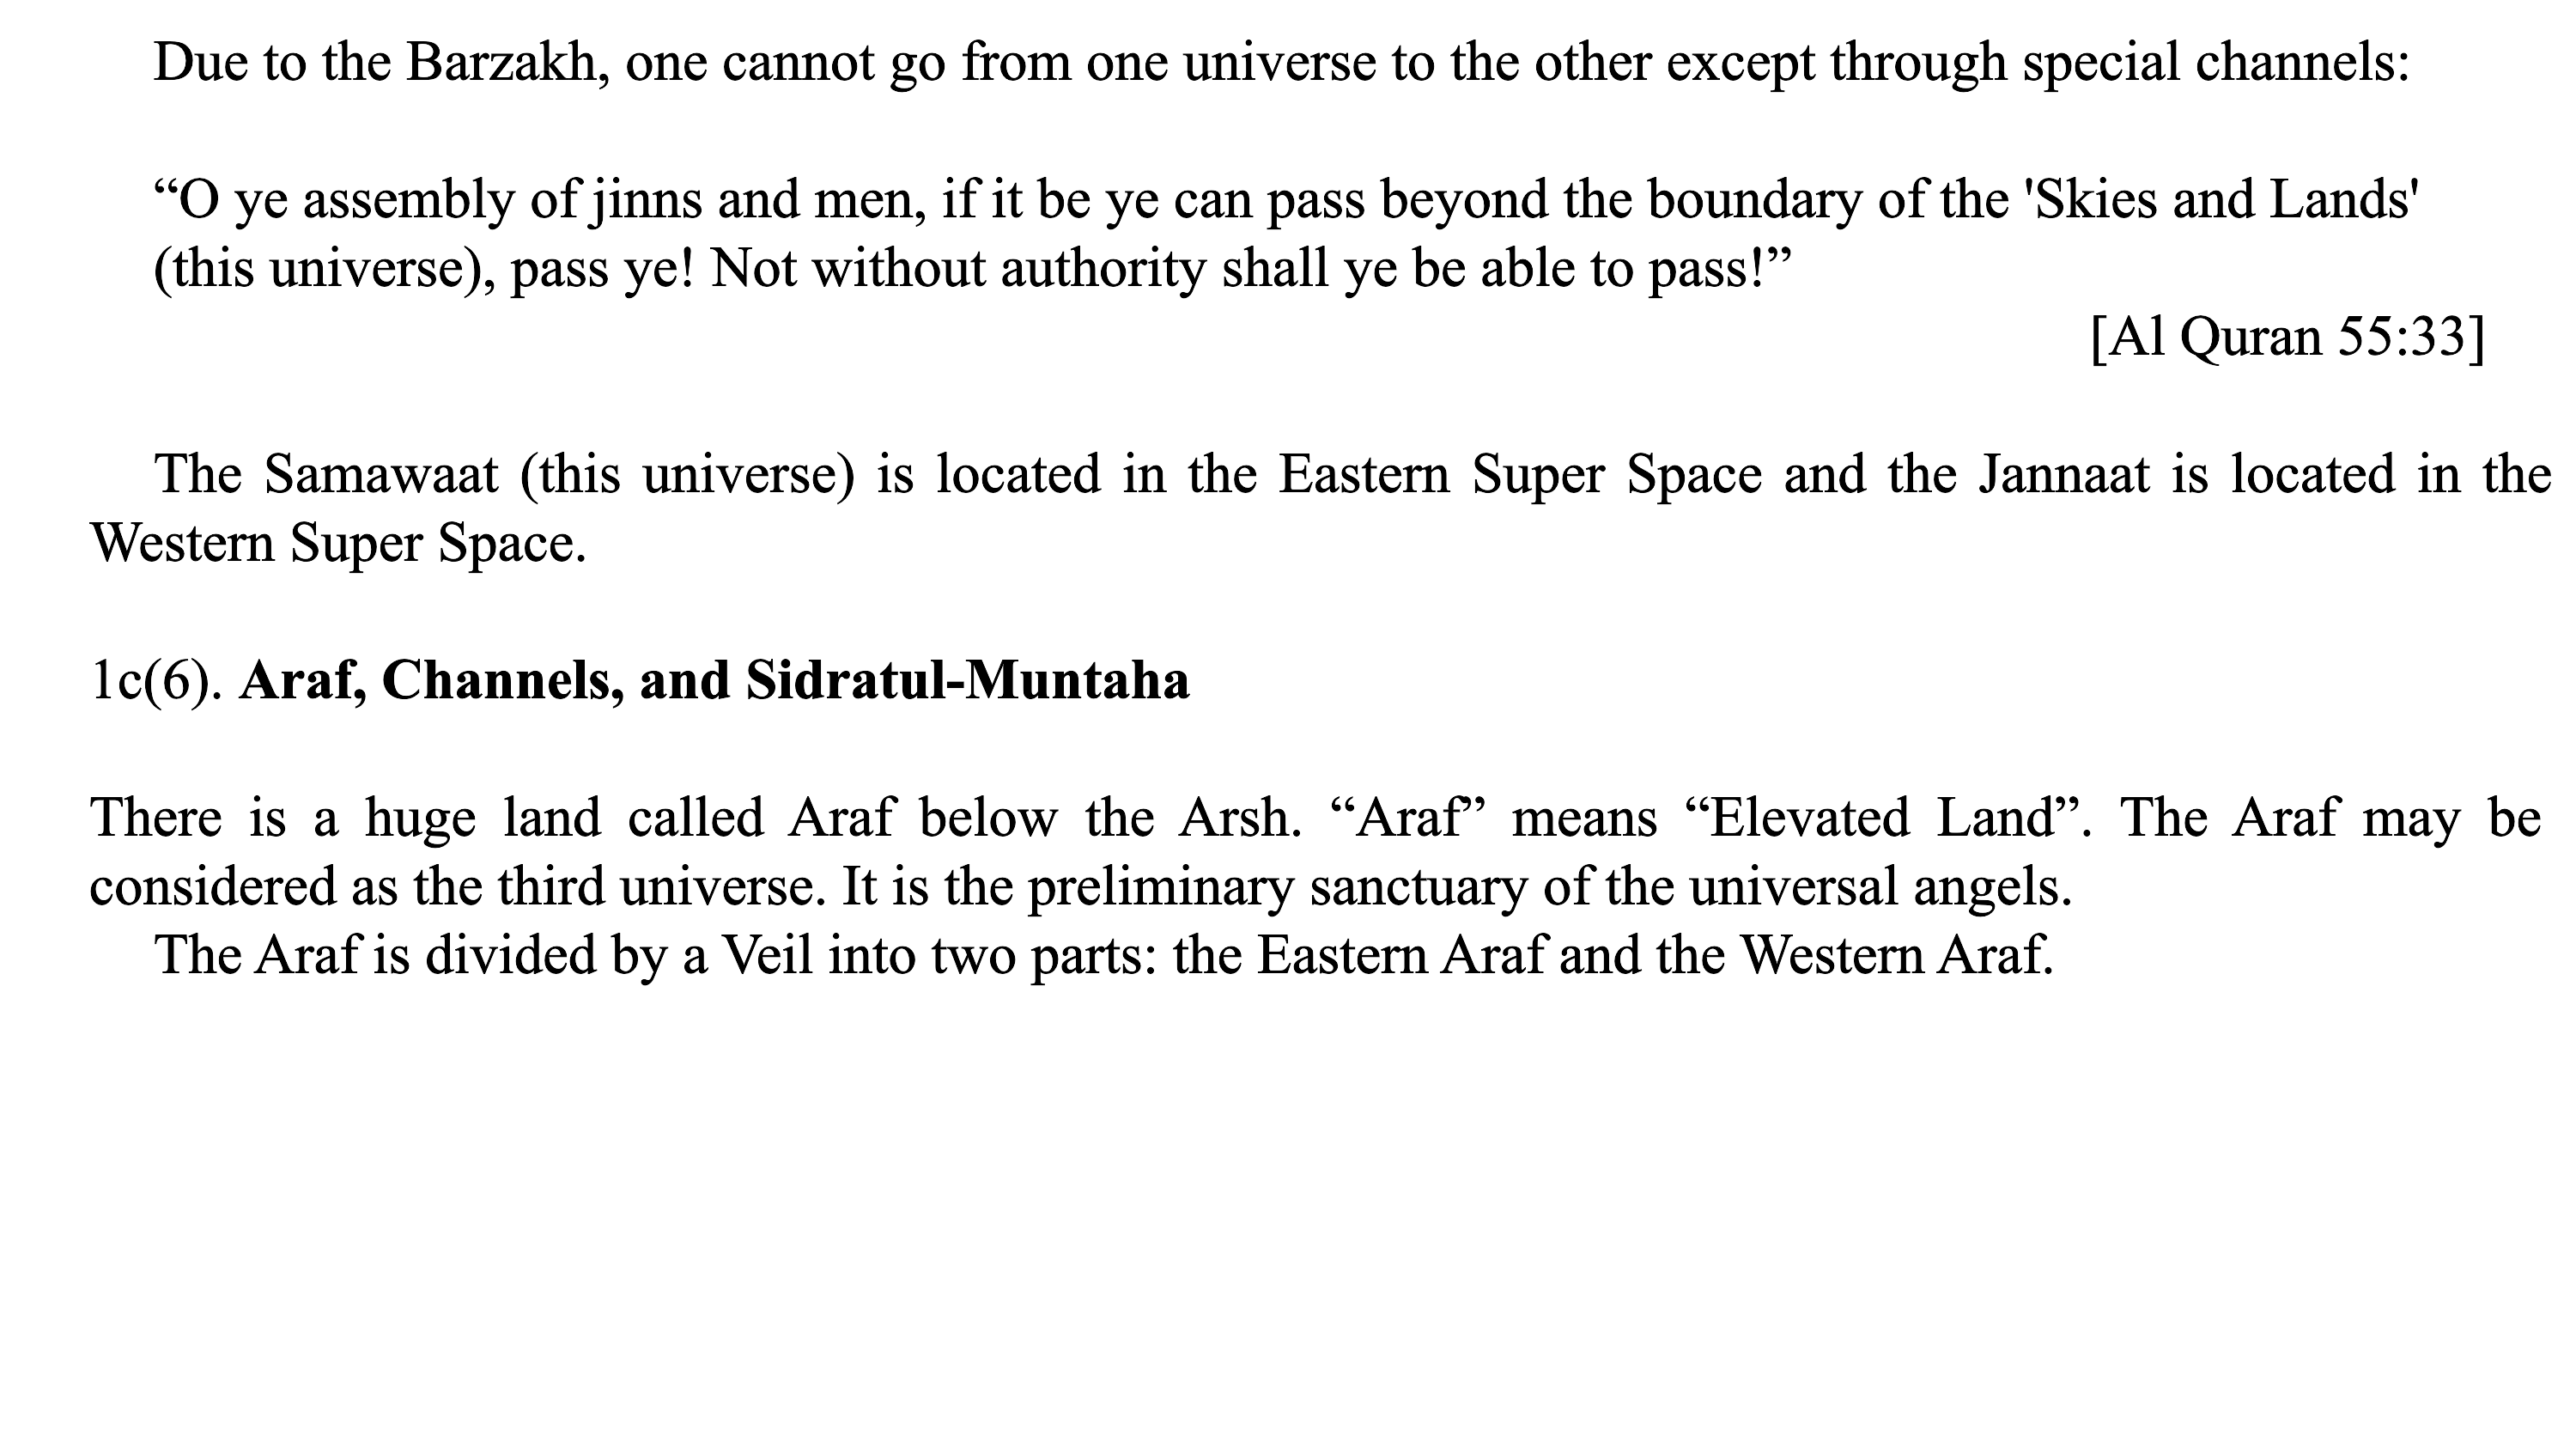 Due to the Barzakh, one cannot go from one universe to the other except through special channels:
“O ye assembly of jinns and men, if it be ye can pass beyond the boundary of the 'Skies and Lands'
(this universe), pass ye! Not without authority shall ye be able to pass!”
[Al Quran 55:33]
The Samawaat (this universe) is located in the Eastern Super Space and the Jannaat is located in the
Western Super Space.
1c(6). Araf, Channels, and Sidratul-Muntaha
There is a huge land called Araf below the Arsh. “Araf” means “Elevated Land”. The Araf may be
considered as the third universe. It is the preliminary sanctuary of the universal angels.
The Araf is divided by a Veil into two parts: the Eastern Araf and the Western Araf.